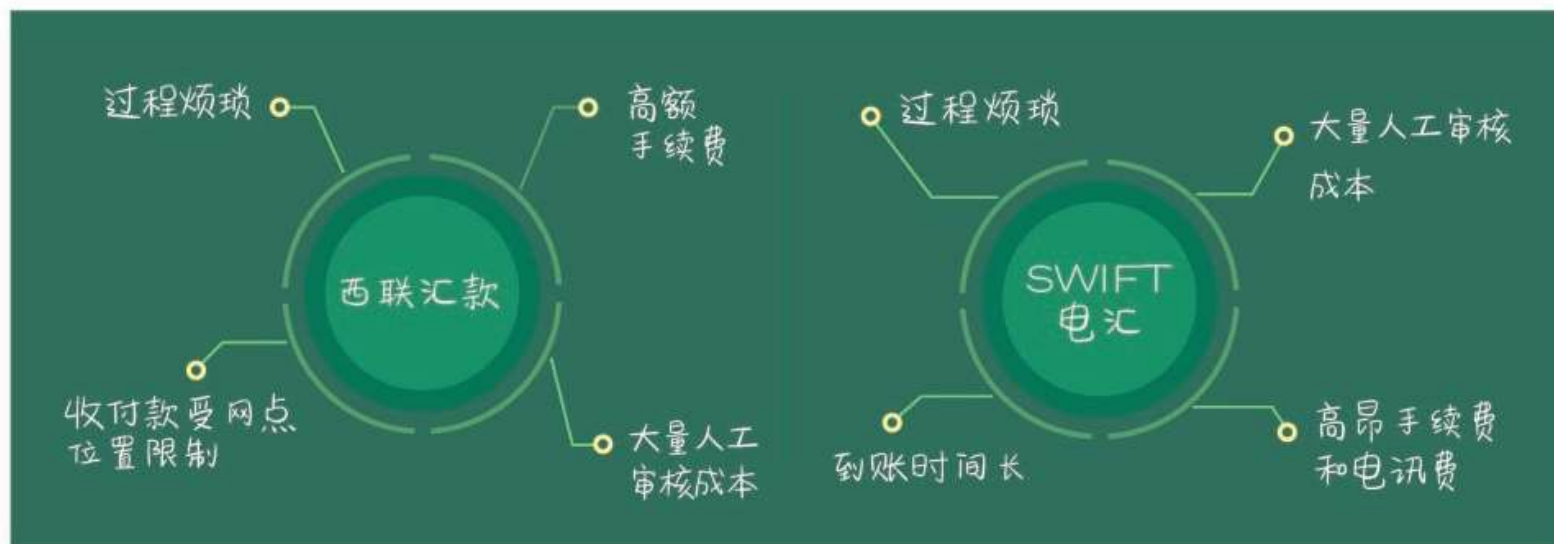 过程烦琐
高额
手续费
西联汇款
收付款受网点
位置限制
大量人工
审核成本
过程烦琐
大量人工审核
成本
SWIFT
电汇
到账时间长
高昂手续费
和电讯费